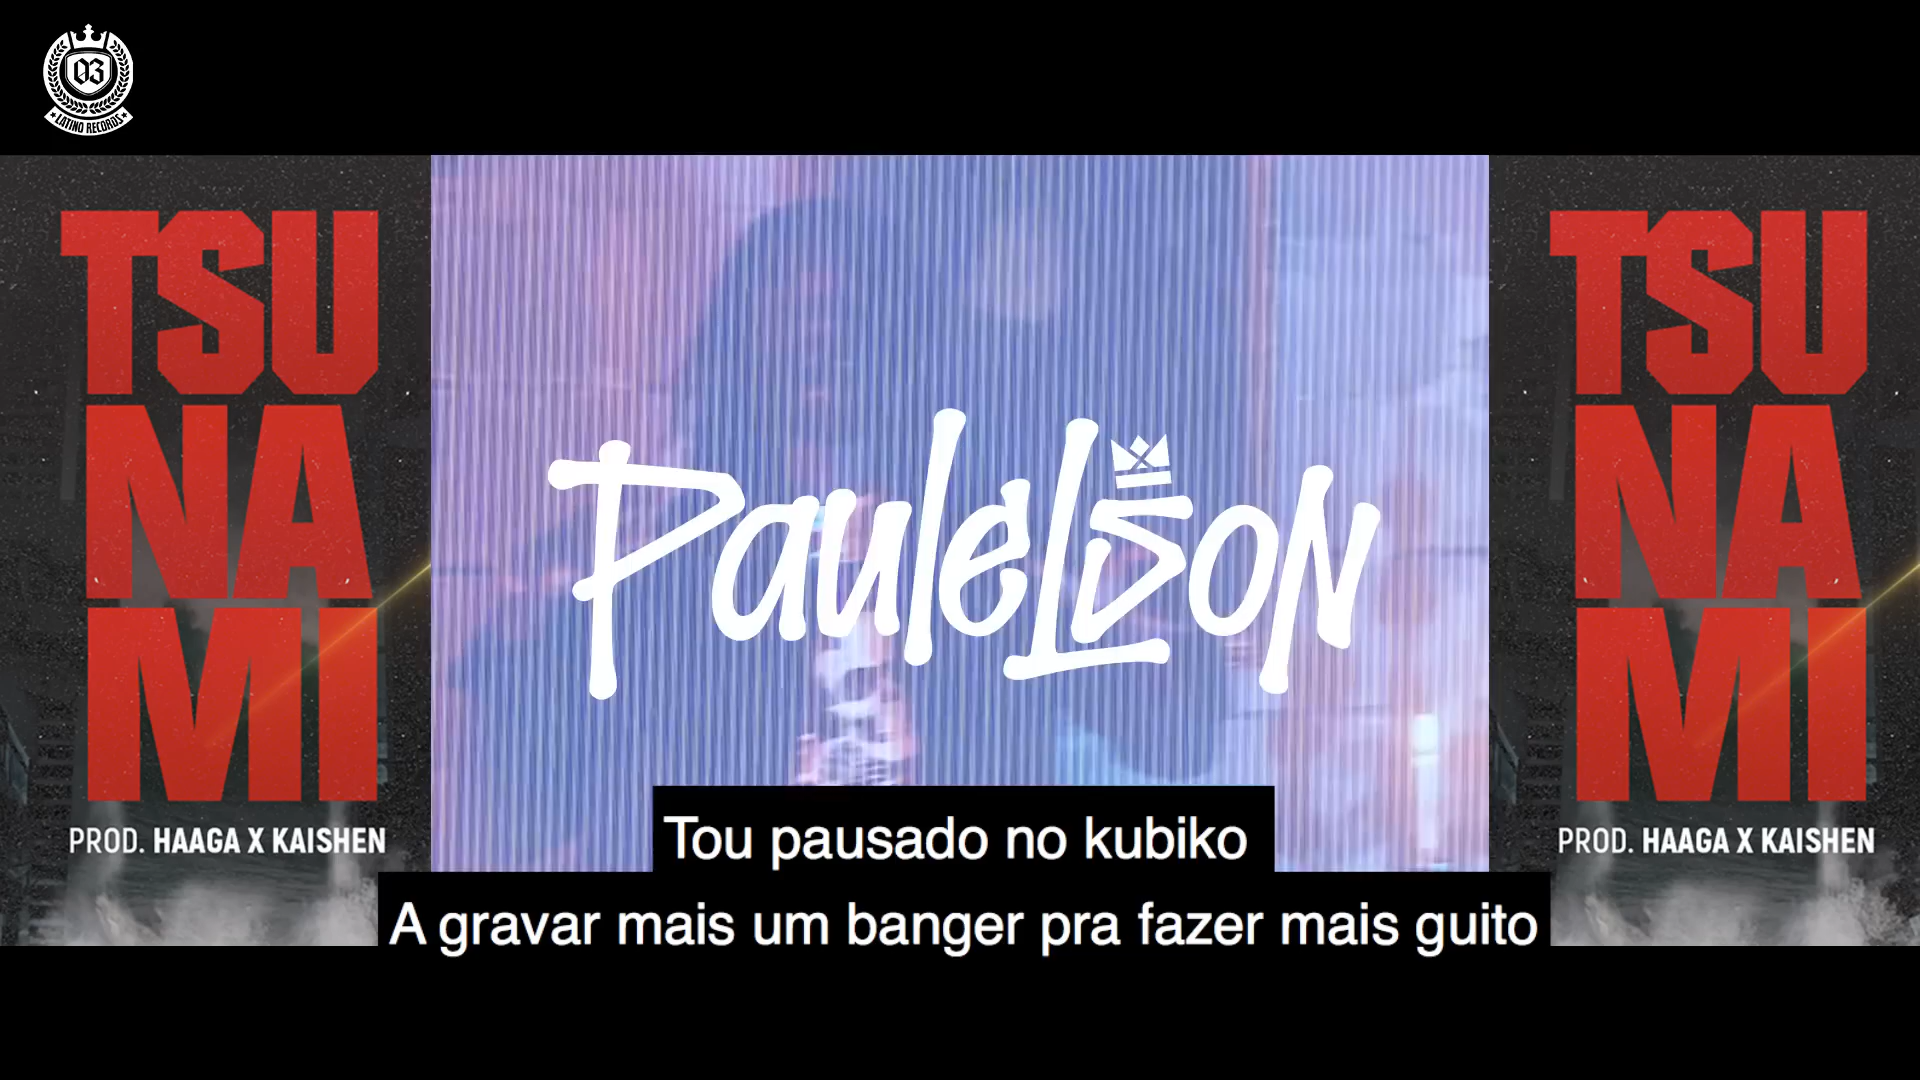 03
LATINO RECORDS
TSU
NA
MI
PROD. HAAGA X KAISHEN
PauleLson
TSU
NA
MI
PROD. HAAGA X KAISHEN
Tou pausado no kubiko
A gravar mais um banger pra fazer mais guito